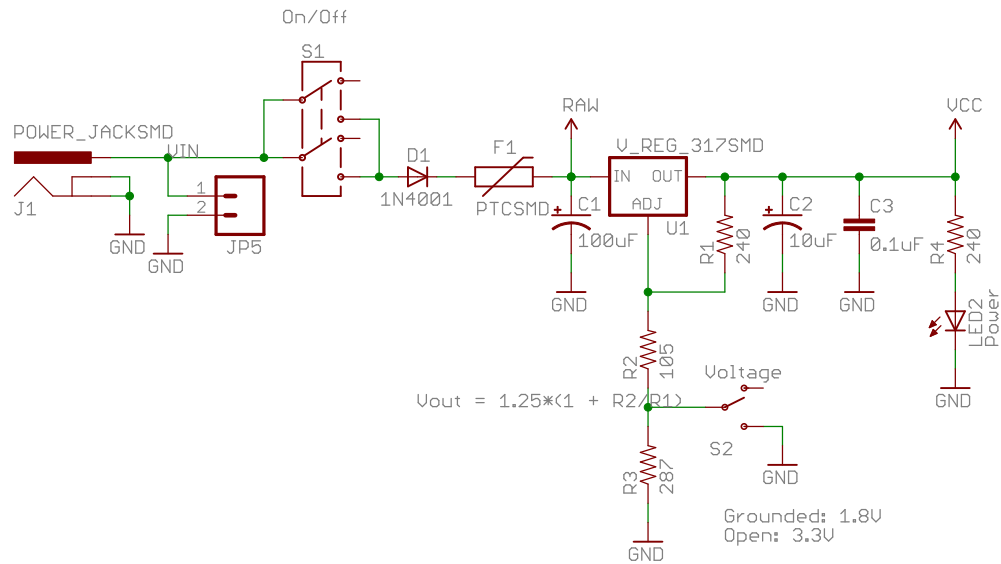 On/Off
S1
RAW
VCC
POWER_JACKSMD
VIN
D1
F1
V_REG_317SMD
IN OUT
ADJ
1N4001
PTCSMD
U1
J1
1
2
JP5
GND
GND
C1
100uF
GND
R1
240
C2
10uF
GND
C3
0.1uF
GND
R4
240
LED2
Power
GND
R2
105
Voltage
Vout = 1.25*(1 + R2/R1)
S2
GND
R3
287
GND
Grounded: 1.8V
Open: 3.3V